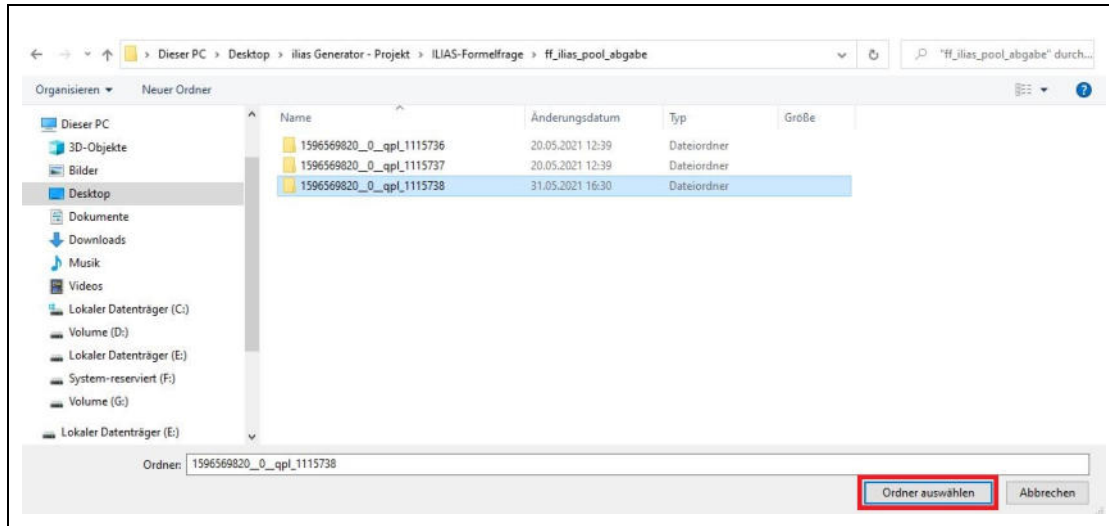 Dieser PC > Desktop > ilias Generator - Projekt > ILIAS-Formelfrage > ff_ilias_pool_abgabe
"ff_ilias_pool_abgabe" durch...
Organisieren Neuer Ordner
Dieser PC
3D-Objekte
Bilder
Desktop
Dokumente
Downloads
Musik
Videos
Lokaler Datenträger (C:)
Volume (D:)
Lokaler Datenträger (E:)
System-reserviert (F:)
Volume (G:)
Lokaler Datenträger (E:)
Name Änderungsdatum Typ Größe
1596569820__0__qpl_1115736 20.05.2021 12:39 Dateiordner
1596569820__0__qpl_1115737 20.05.2021 12:39 Dateiordner
1596569820__0__qpl_1115738 31.05.2021 16:30 Dateiordner
Ordner: 1596569820__0__qpl_1115738
Ordner auswählen Abbrechen